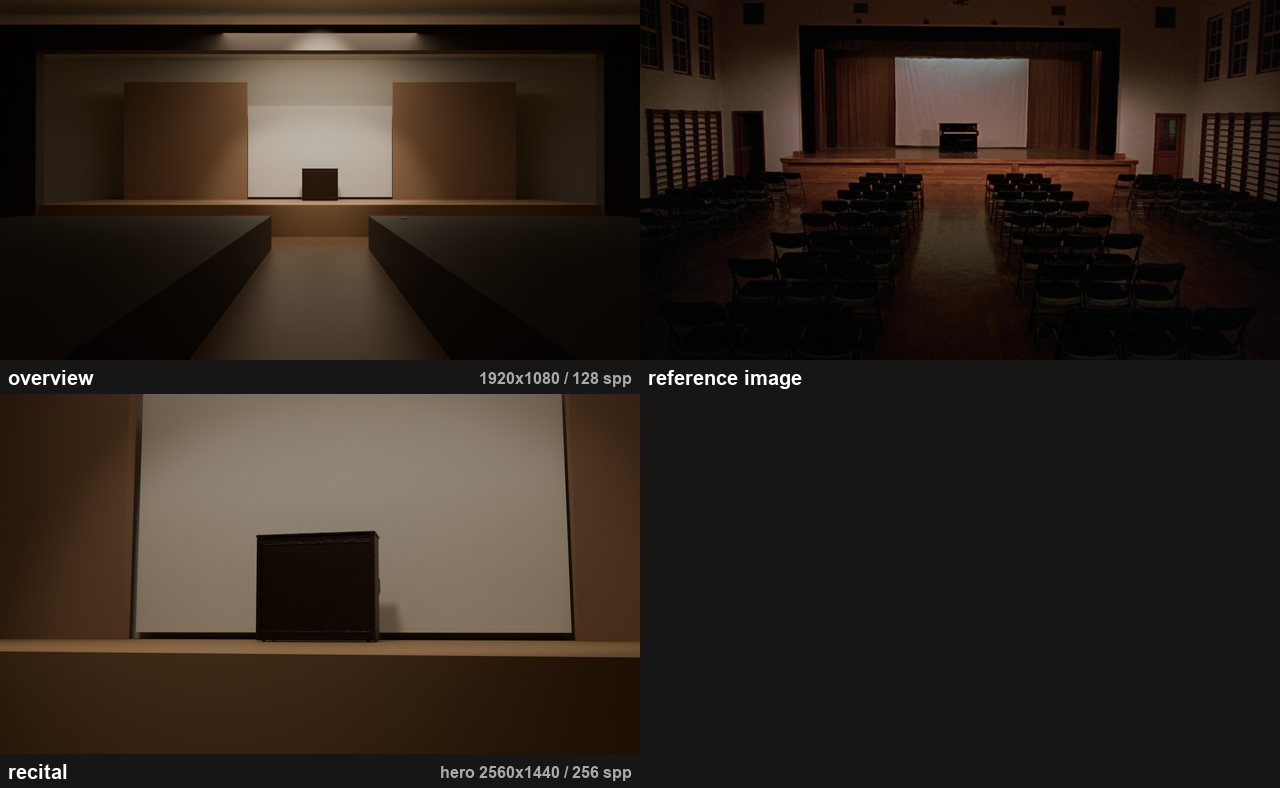 overview
1920x1080 / 128 spp
reference image
recital
hero 2560x1440 / 256 spp